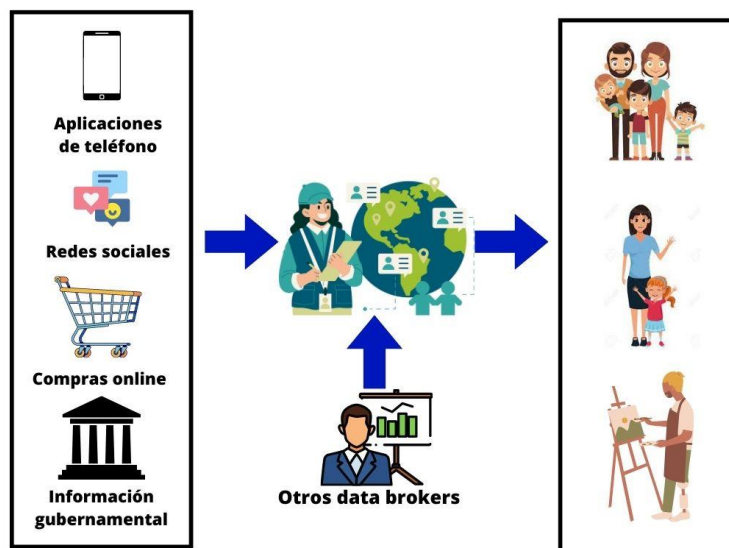 Aplicaciones
de teléfono
Redes sociales
Compras online
Información
gubernamental
Otros data brokers